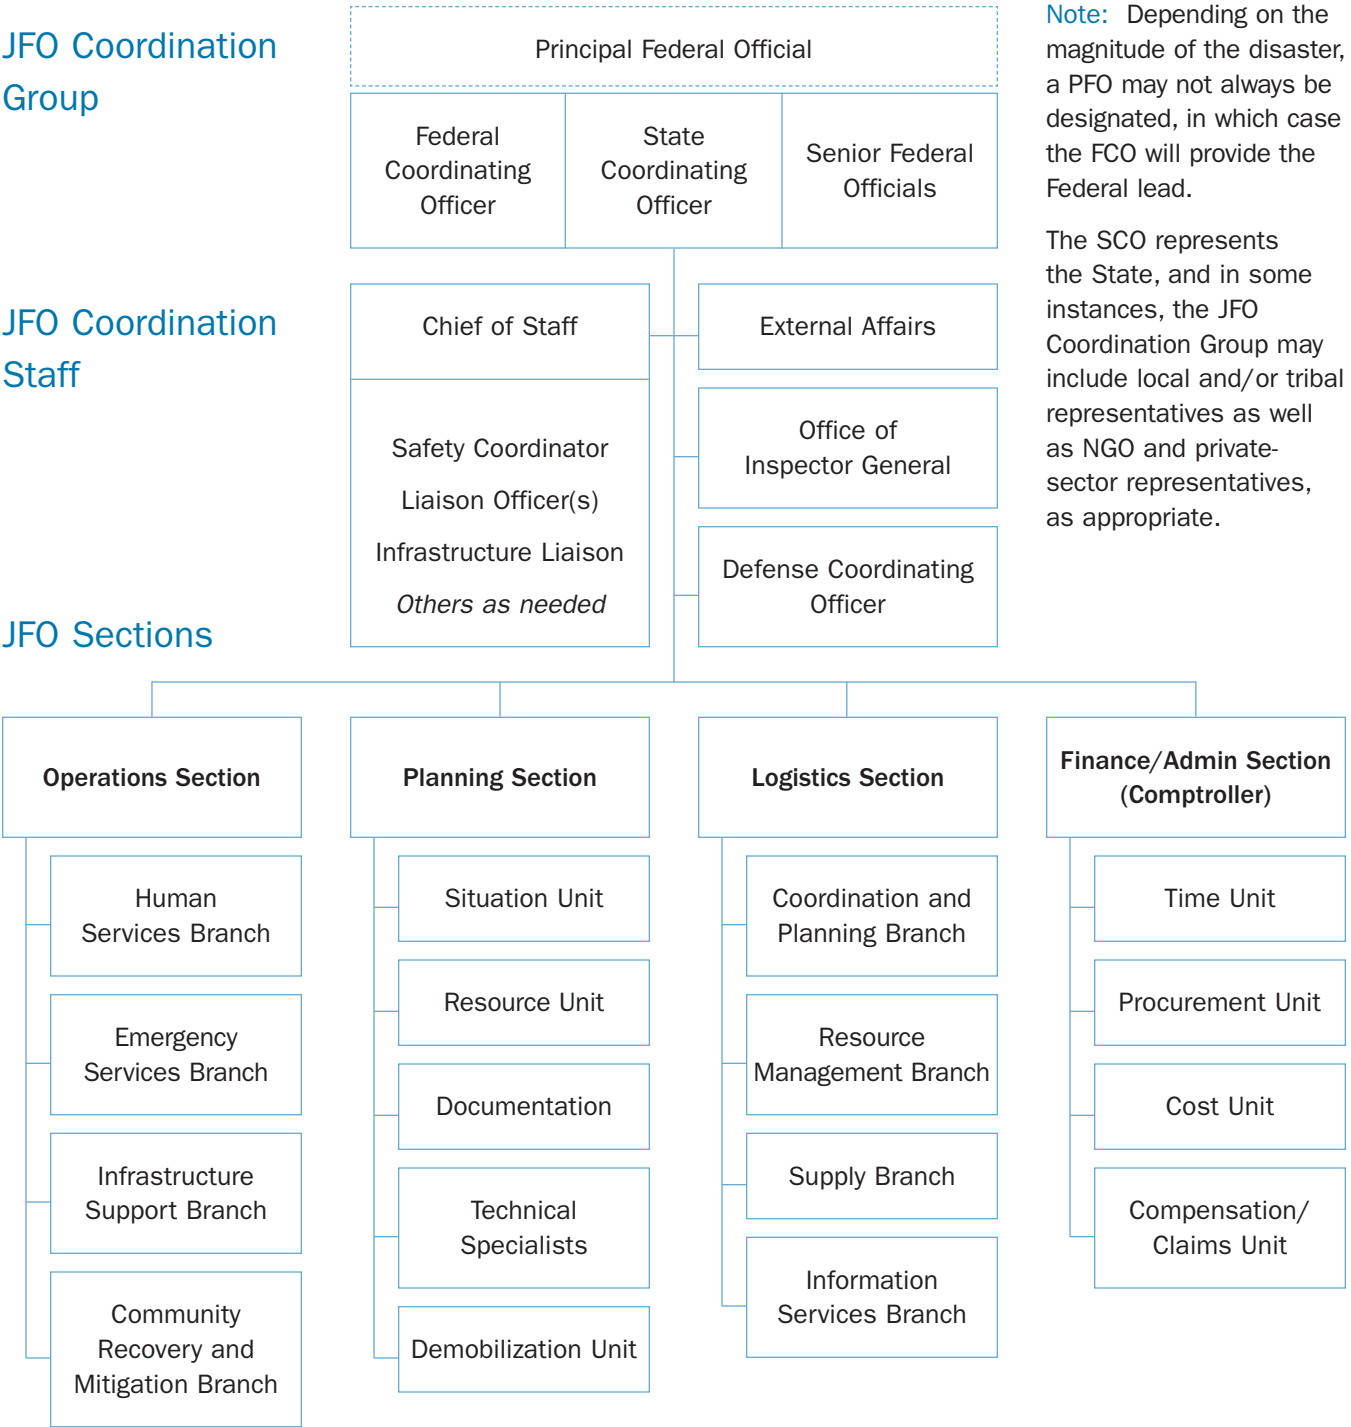 JFO Coordination
Group
Principal Federal Official
Federal
Coordinating
Officer
State
Coordinating
Officer
Senior Federal
Officials
Note: Depending on the
magnitude of the disaster,
a PFO may not always be
designated, in which case
the FCO will provide the
Federal lead.
The SCO represents
the State, and in some
instances, the JFO
Coordination Group may
include local and/or tribal
representatives as well
as NGO and private-
sector representatives,
as appropriate.
JFO Coordination
Staff
Chief of Staff
Safety Coordinator
Liaison Officer(s)
Infrastructure Liaison
Others as needed
External Affairs
Office of
Inspector General
Defense Coordinating
Officer
JFO Sections
Operations Section
Human
Services Branch
Emergency
Services Branch
Infrastructure
Support Branch
Community
Recovery and
Mitigation Branch
Planning Section
Situation Unit
Resource Unit
Documentation
Technical
Specialists
Demobilization Unit
Logistics Section
Coordination and
Planning Branch
Resource
Management Branch
Supply Branch
Information
Services Branch
Finance/Admin Section
(Comptroller)
Time Unit
Procurement Unit
Cost Unit
Compensation/
Claims Unit